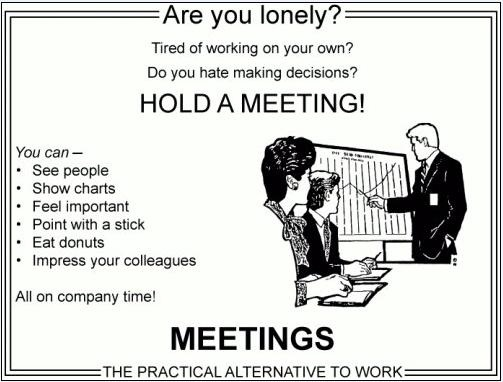 Are you lonely?
Tired of working on your own?
Do you hate making decisions?
HOLD A MEETING!
You can –
• See people
• Show charts
• Feel important
• Point with a stick
• Eat donuts
• Impress your colleagues
All on company time!
MEETINGS
THE PRACTICAL ALTERNATIVE TO WORK